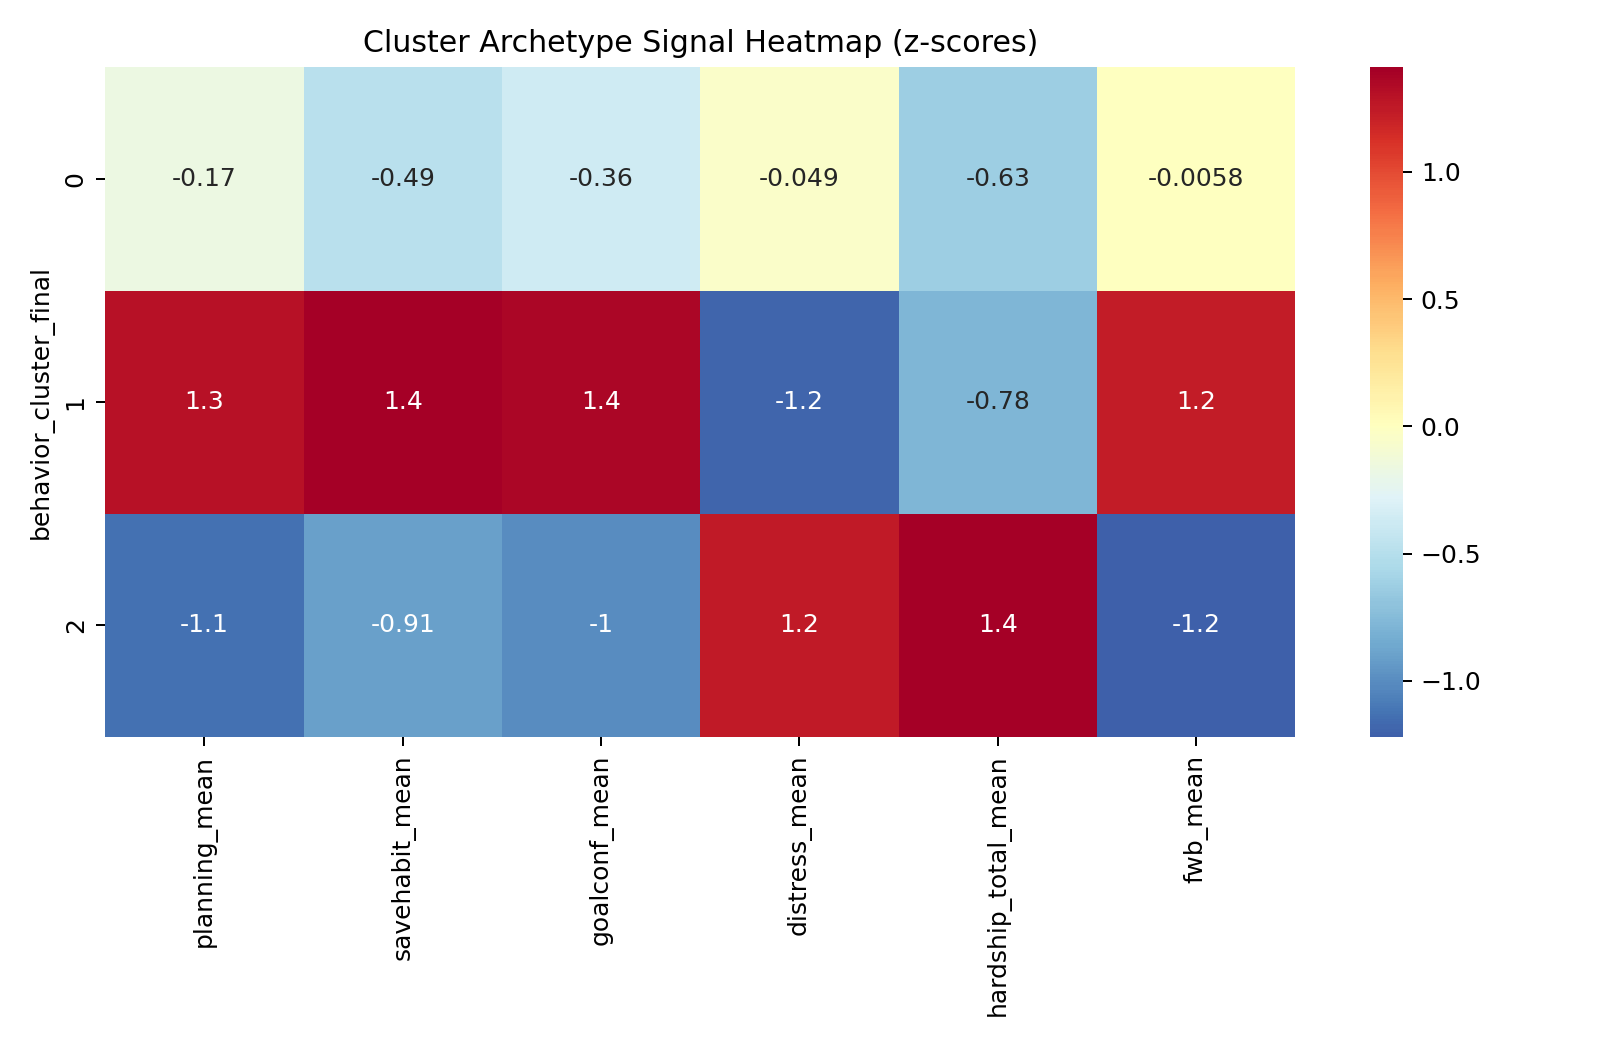 Cluster Archetype Signal Heatmap (z-scores)
behavior_cluster_final
0
-0.17 -0.49 -0.36 -0.049 -0.63 -0.0058
1
1.3 1.4 1.4 -1.2 -0.78 1.2
2
-1.1 -0.91 -1 1.2 1.4 -1.2
planning_mean
savehabit_mean
goalconf_mean
distress_mean
hardship_total_mean
fwb_mean
1.0
0.5
0.0
−0.5
−1.0